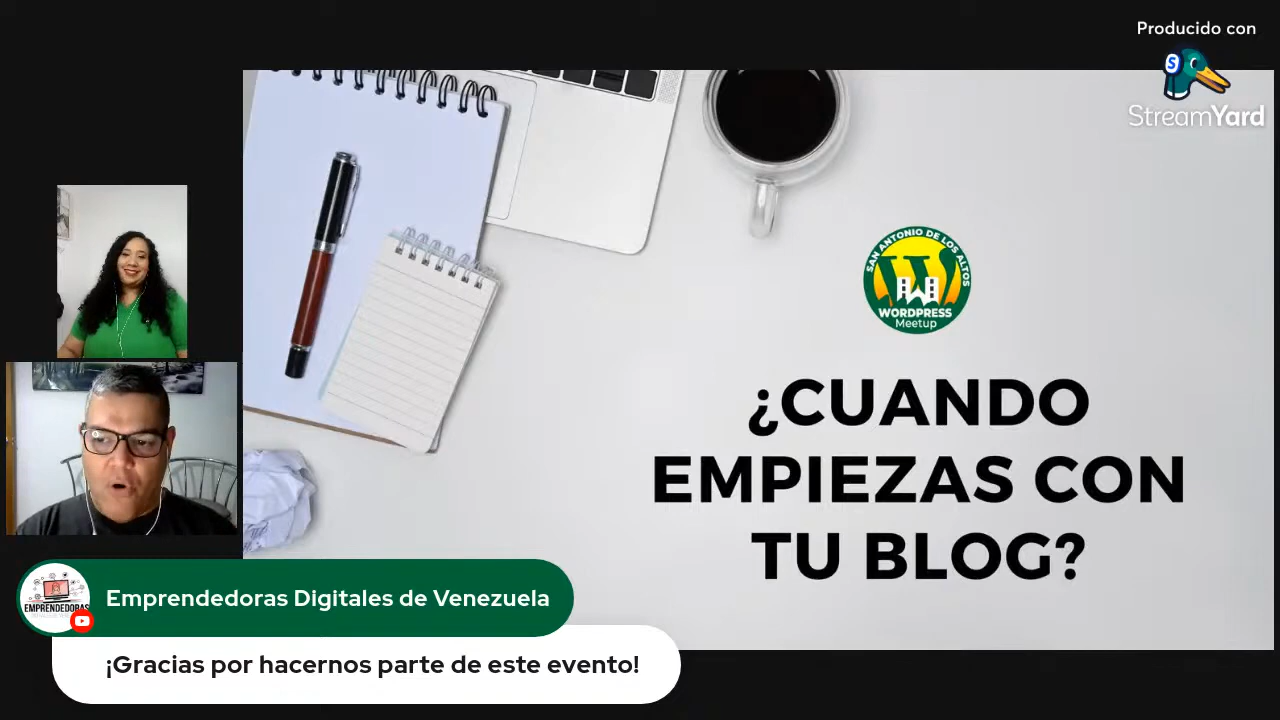 Producido con
StreamYard
SAN ANTONIO DE LOS ALTOS
WORDPRESS
Meetup
¿CUANDO
EMPIEZAS CON
TU BLOG?
EMPRENDEDORAS
Emprendedoras Digitales de Venezuela
¡Gracias por hacernos parte de este evento!